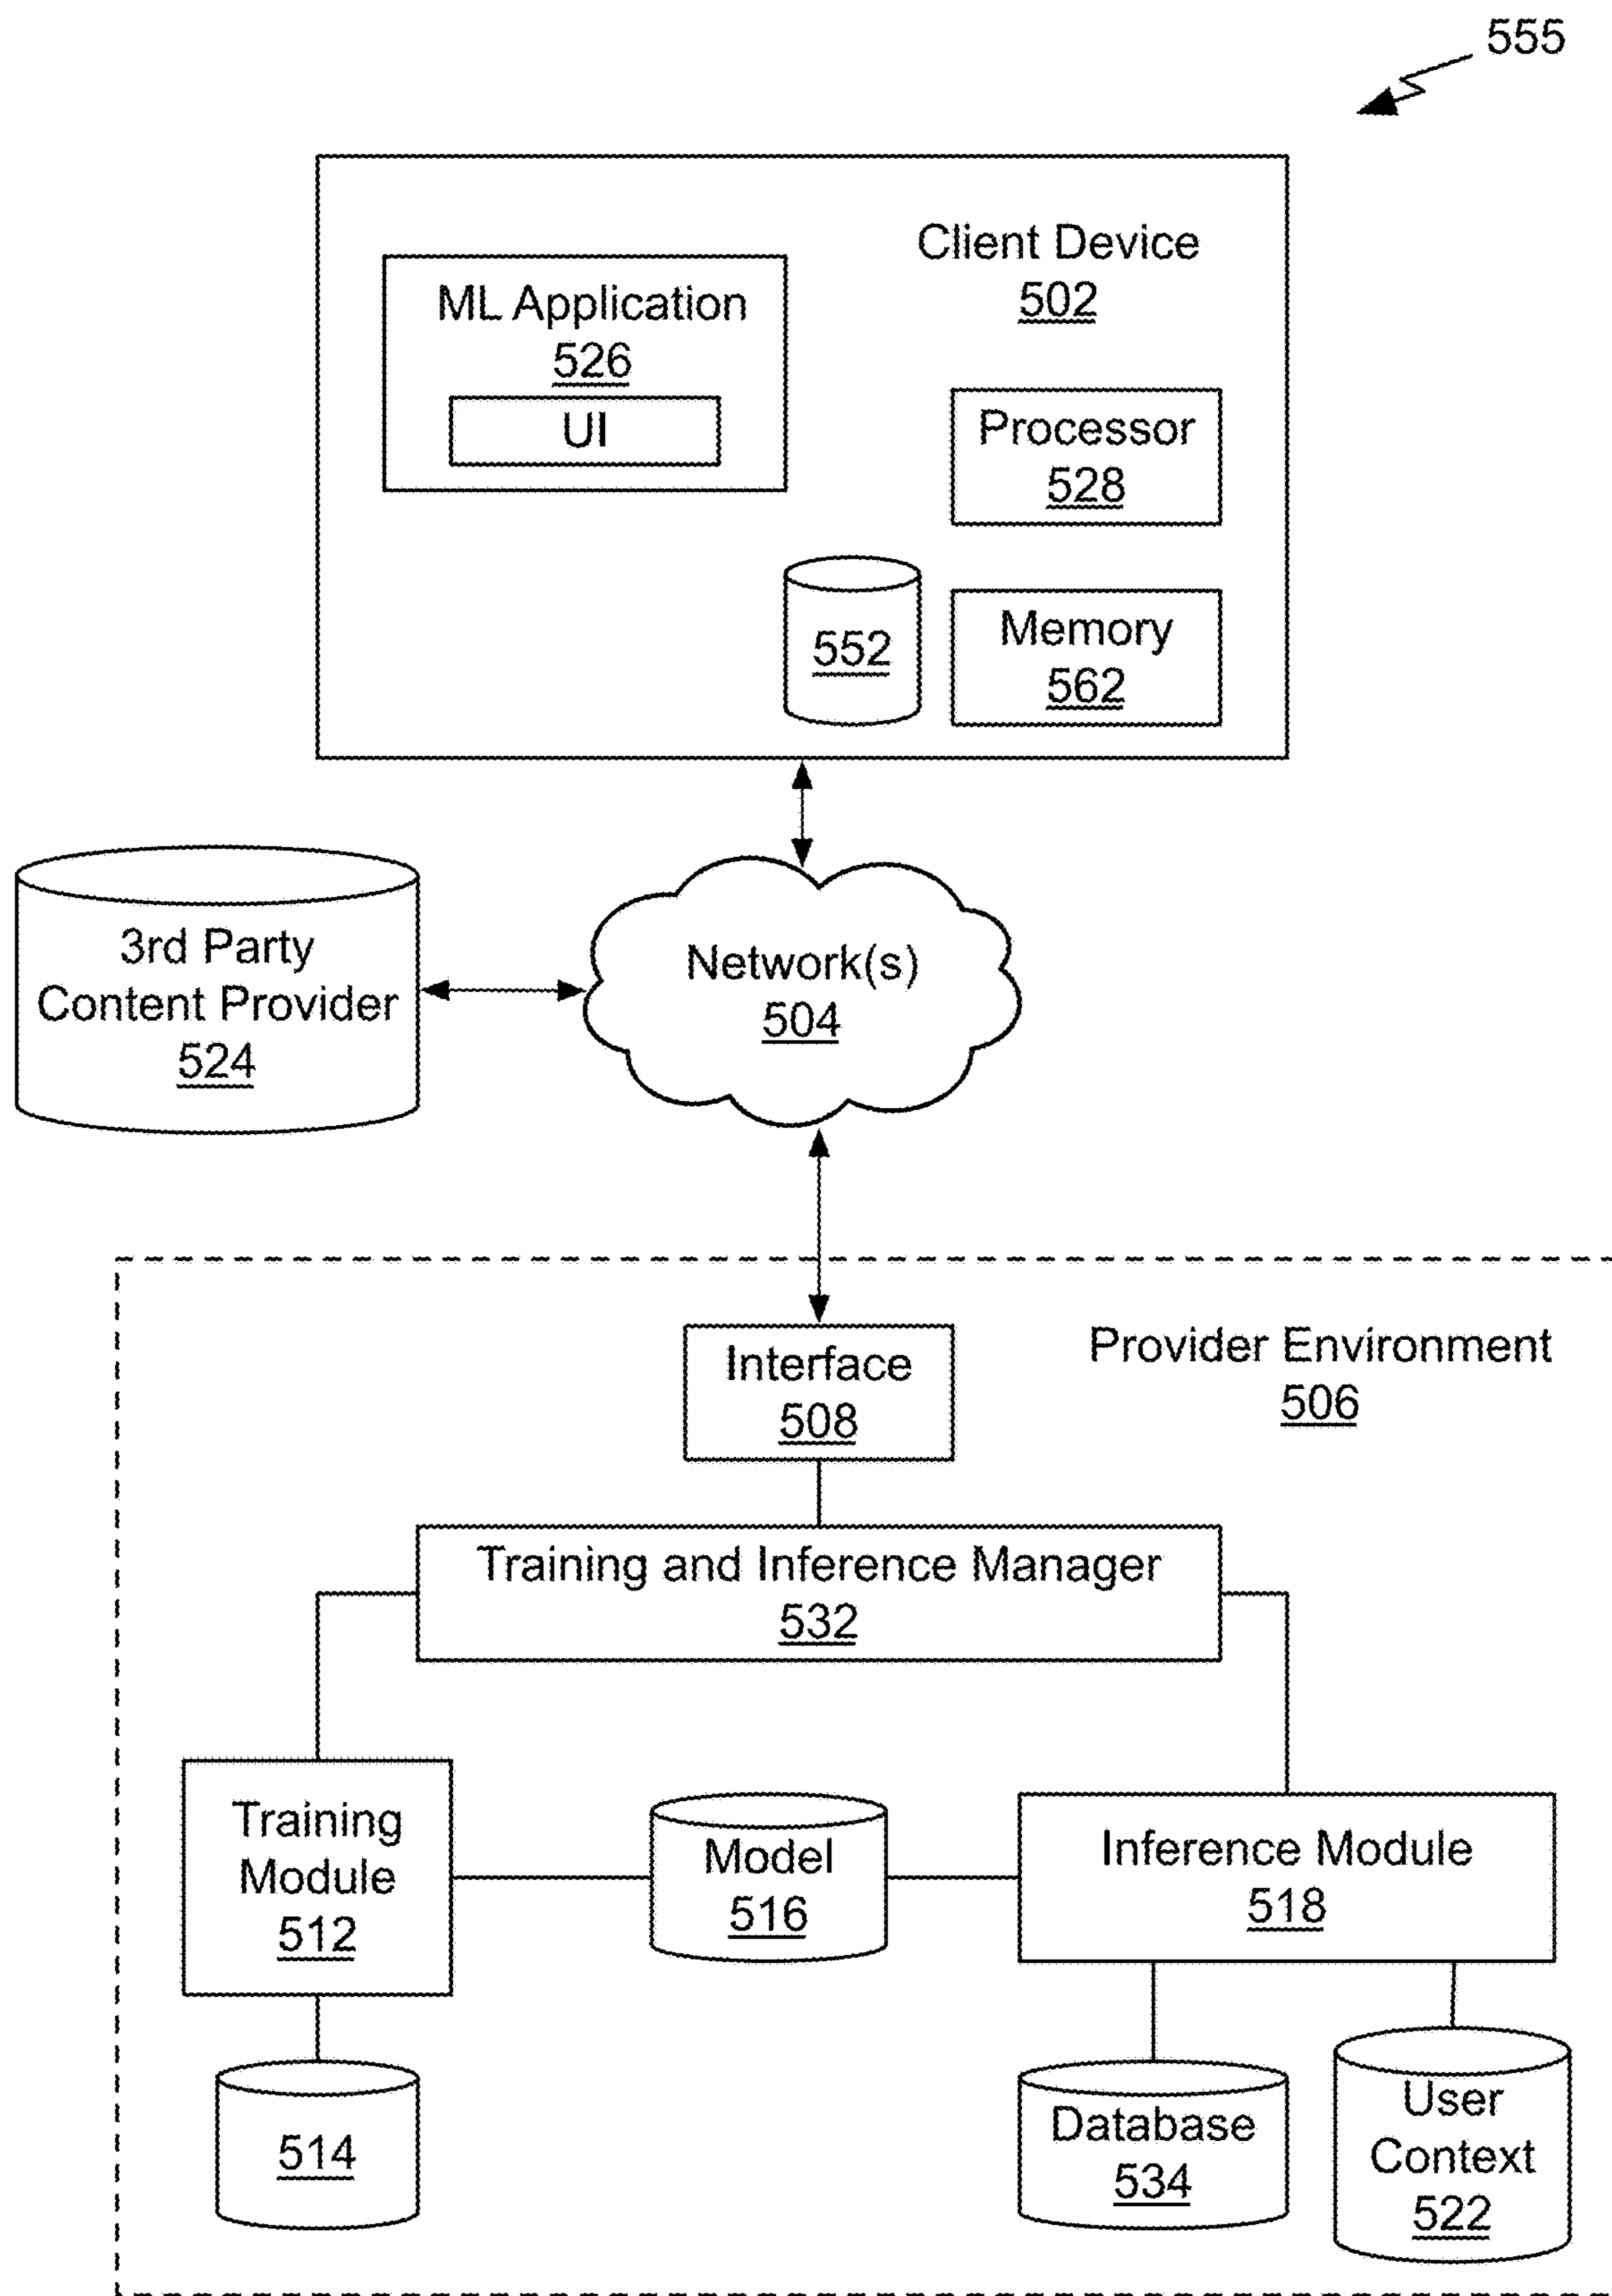 555
Client Device
502
ML Application
526
UI
Processor
528
552
Memory
562
3rd Party
Content Provider
524
Network(s)
504
Provider Environment
506
Interface
508
Training and Inference Manager
532
Training
Module
512
Model
516
Inference Module
518
514
Database
534
User
Context
522